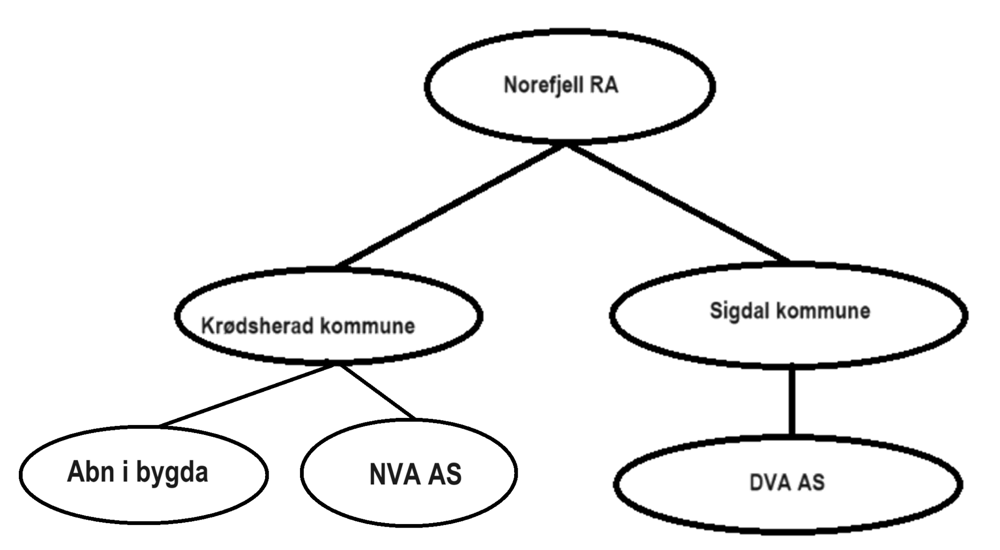 Norefjell RA
Krødsherad kommune
Sigdal kommune
Abn i bygda
NVA AS
DVA AS